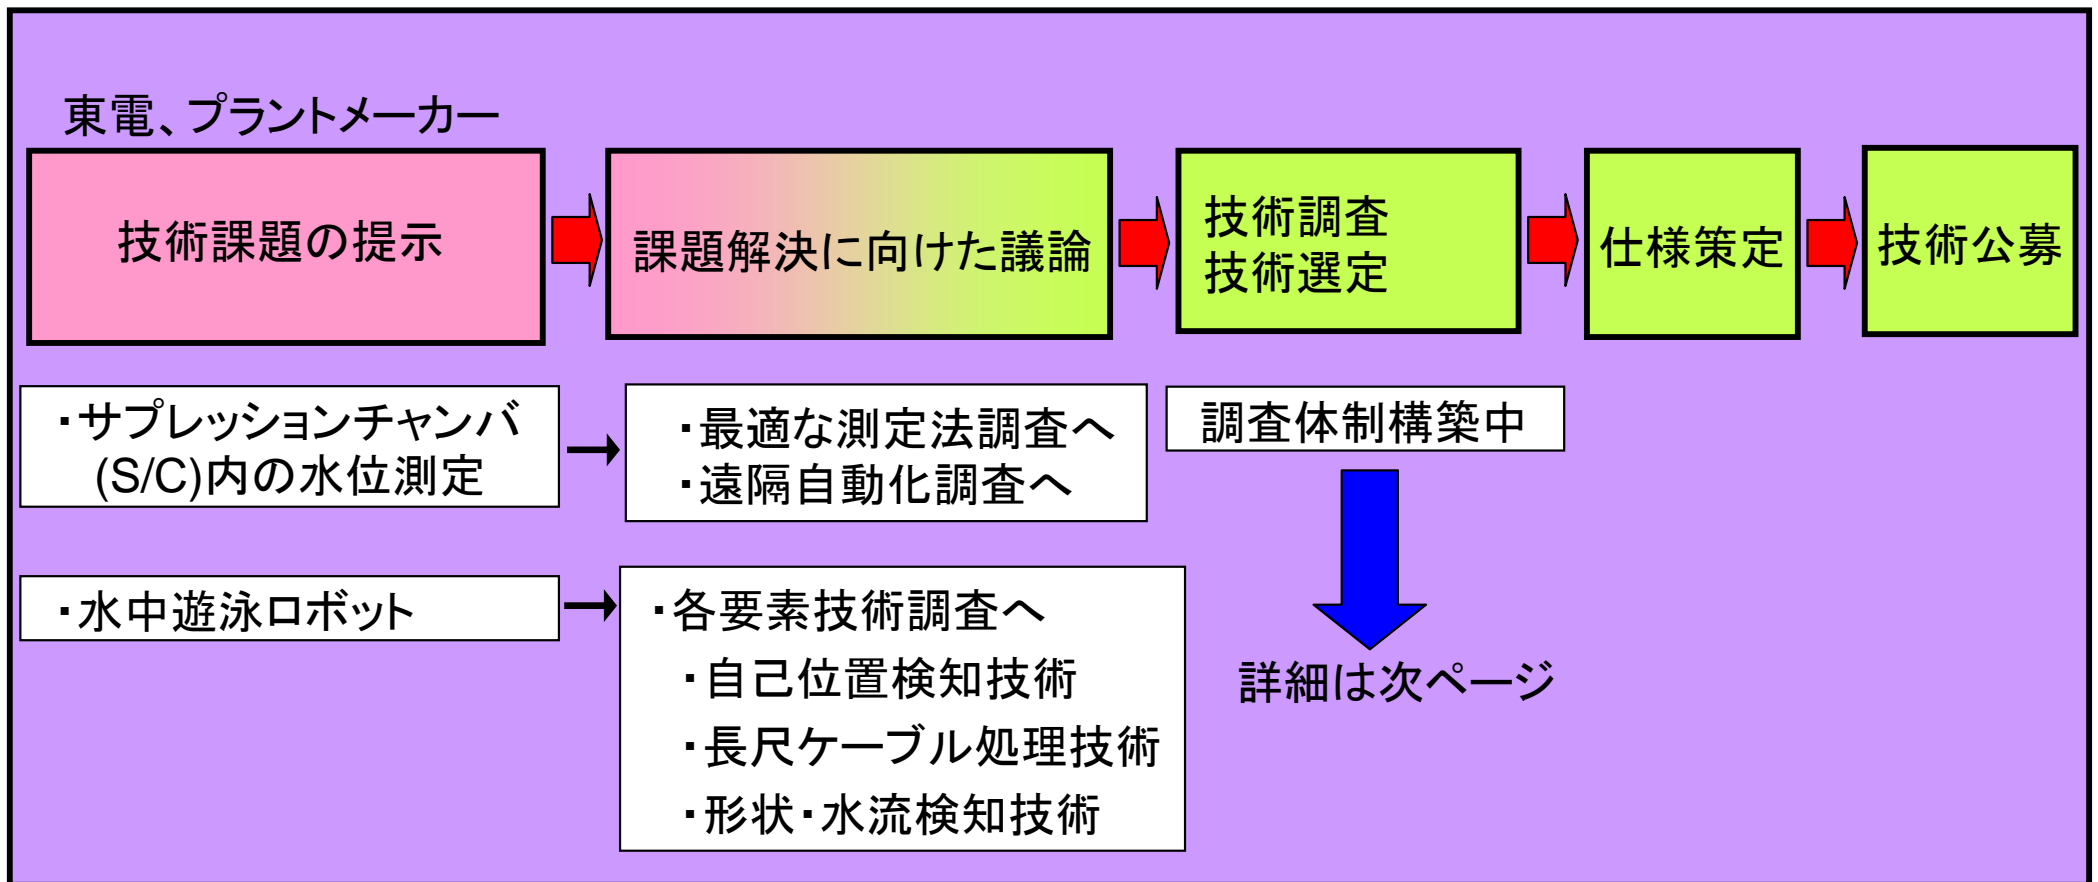 東電、プラントメーカー
技術課題の提示
課題解決に向けた議論
技術調査
技術選定
仕様策定
技術公募
・サプレッションチャンバ
(S/C)内の水位測定
・最適な測定法調査へ
・遠隔自動化調査へ
調査体制構築中
・水中遊泳ロボット
・各要素技術調査へ
・自己位置検知技術
・長尺ケーブル処理技術
・形状・水流検知技術
詳細は次ページ